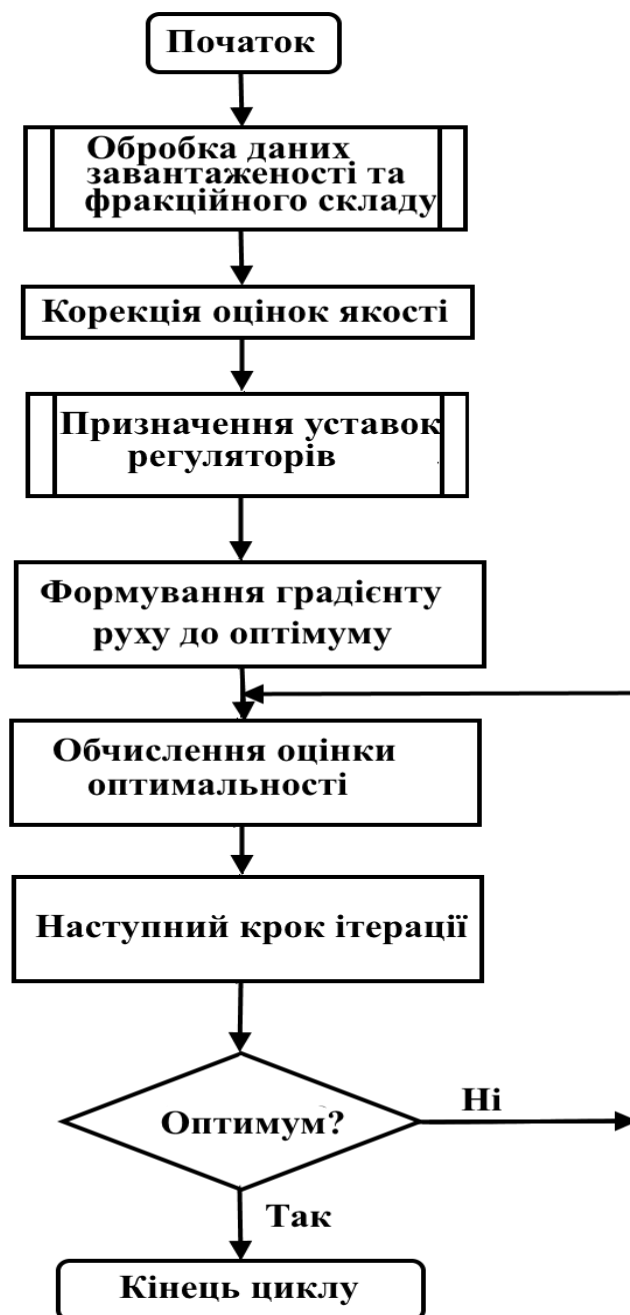 Початок
Обробка даних
завантаженості та
фракційного складу
Корекція оцінок якості
Призначення уставок
регуляторів
Формування градієнту
руху до оптімуму
Обчислення оцінки
оптимальності
Наступний крок ітерації
Оптимум?
Ні
Так
Кінець циклу